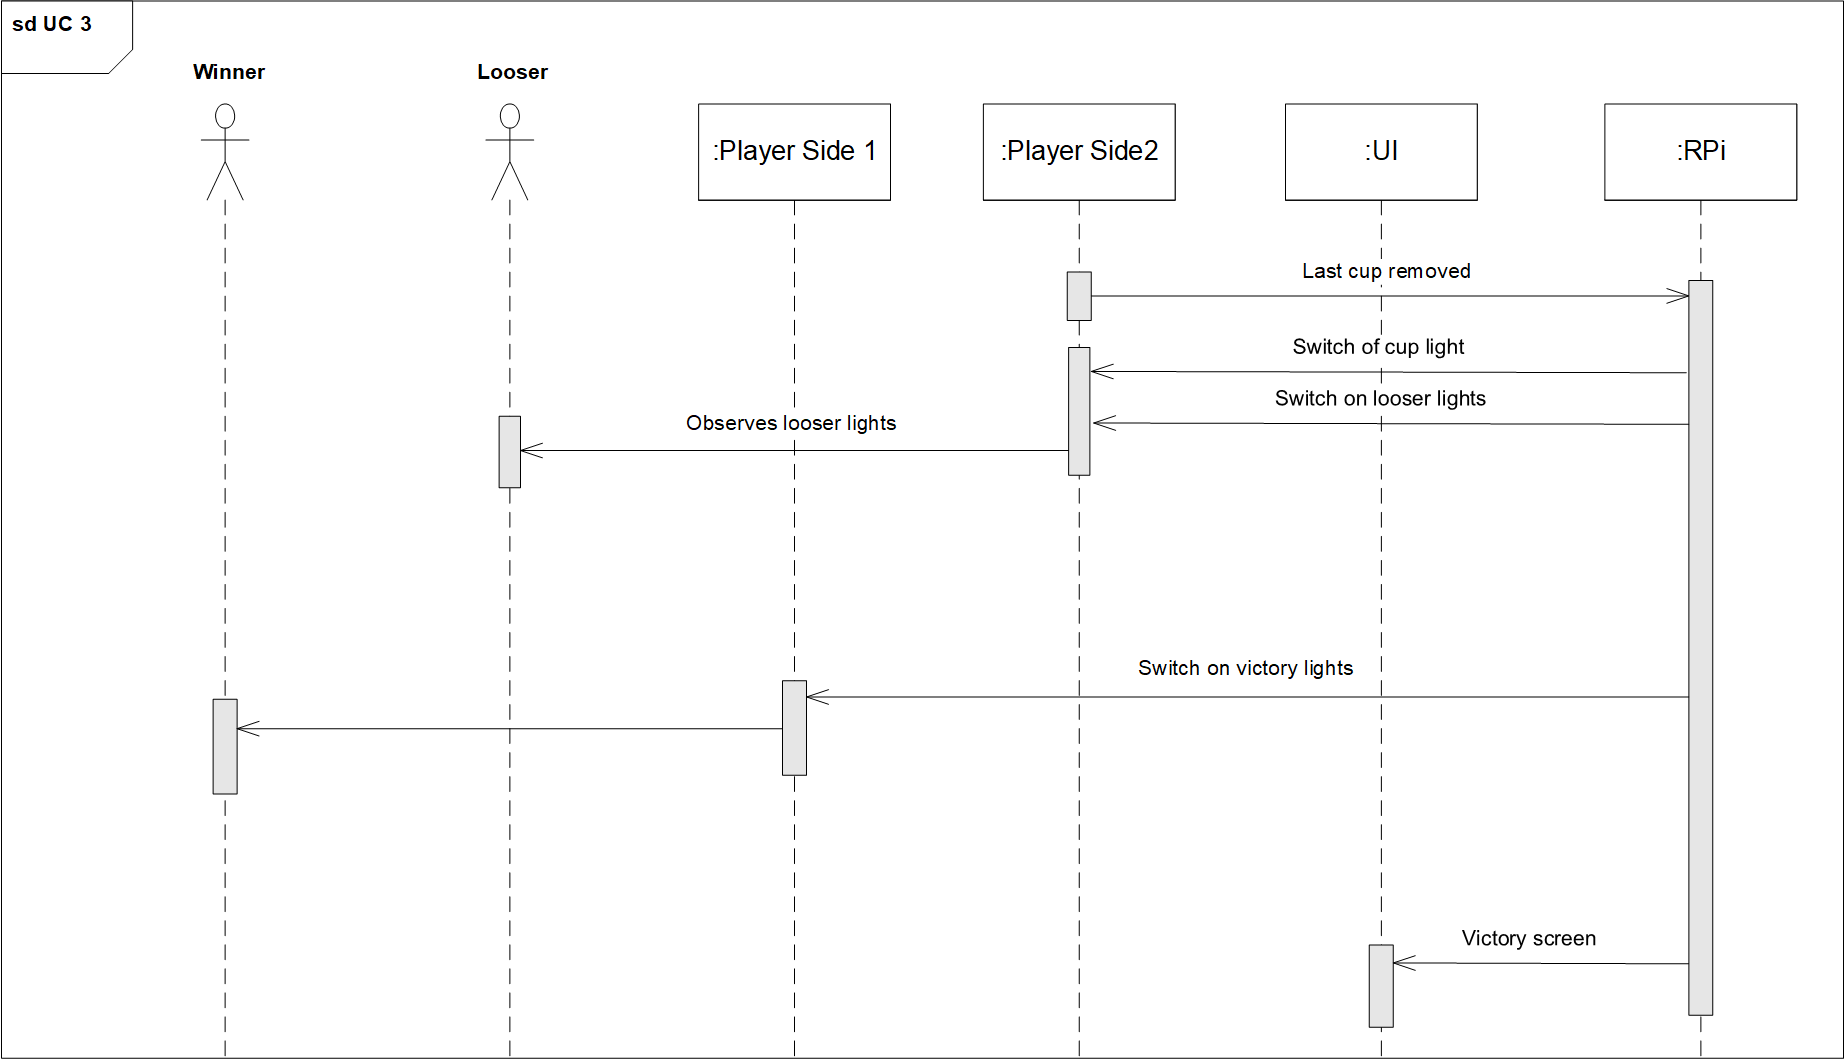 sd UC 3
Winner
Looser
:Player Side 1
:Player Side2
:UI
:RPi
Last cup removed
Switch of cup light
Switch on looser lights
Observes looser lights
Switch on victory lights
Victory screen